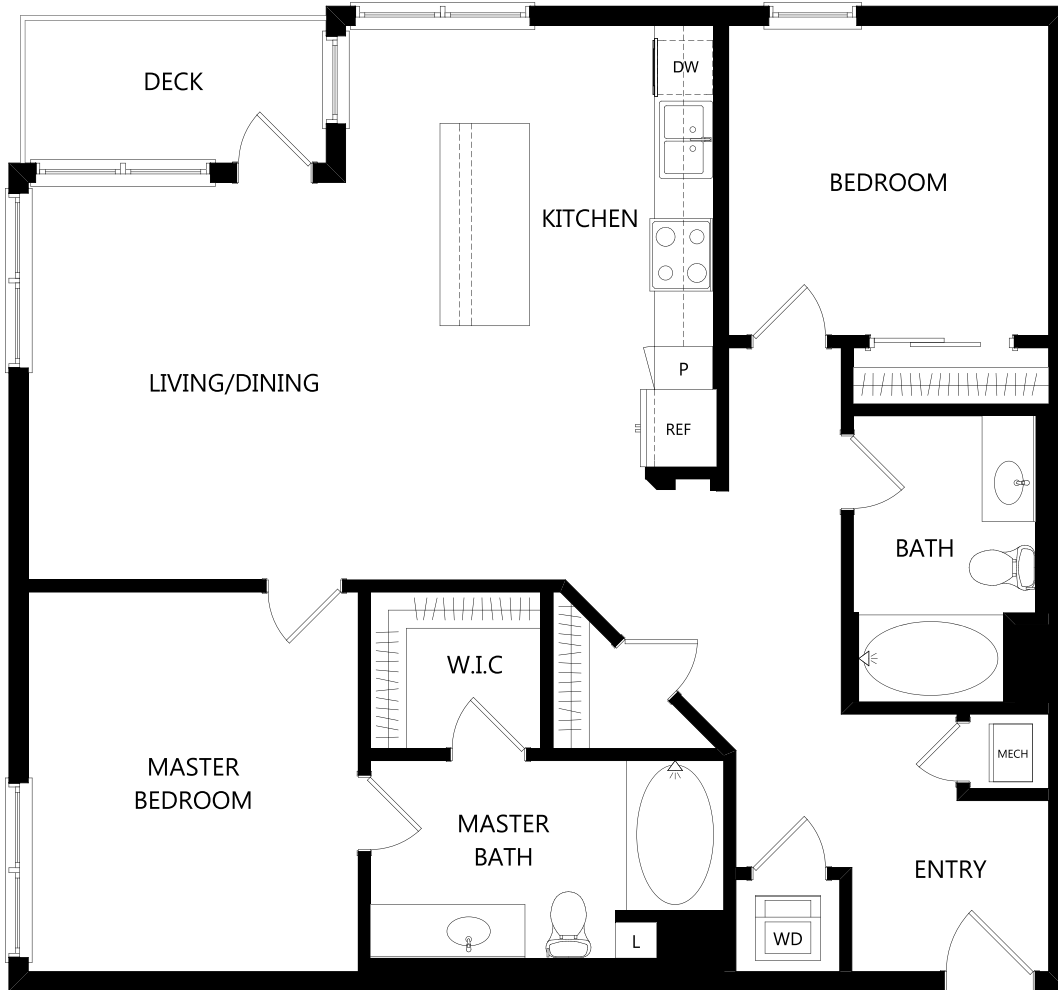 DECK
DW
BEDROOM
KITCHEN
P
LIVING/DINING
REF
BATH
W.I.C
MECH
MASTER
BEDROOM
MASTER
BATH
ENTRY
WD
L